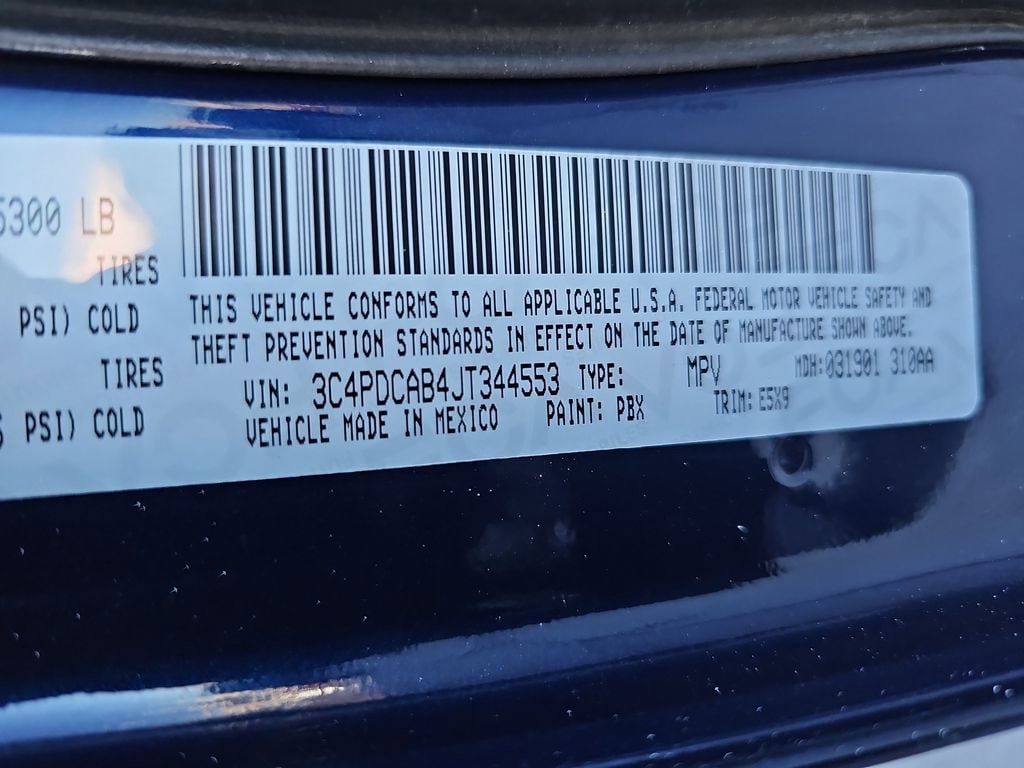 5300 LB
TIRES
PSI) COLD
TIRES
PSI) COLD
THIS VEHICLE CONFORMS TO ALL APPLICABLE U.S.A. FEDERAL MOTOR VEHICLE SAFETY AND
THEFT PREVENTION STANDARDS IN EFFECT ON THE DATE OF MANUFACTURE SHOWN ABOVE.
VIN: 3C4PDCAB4JT344553 TYPE: MPV MDH:031901 310AA
VEHICLE MADE IN MEXICO PAINT: PBX TRIM: E5X9